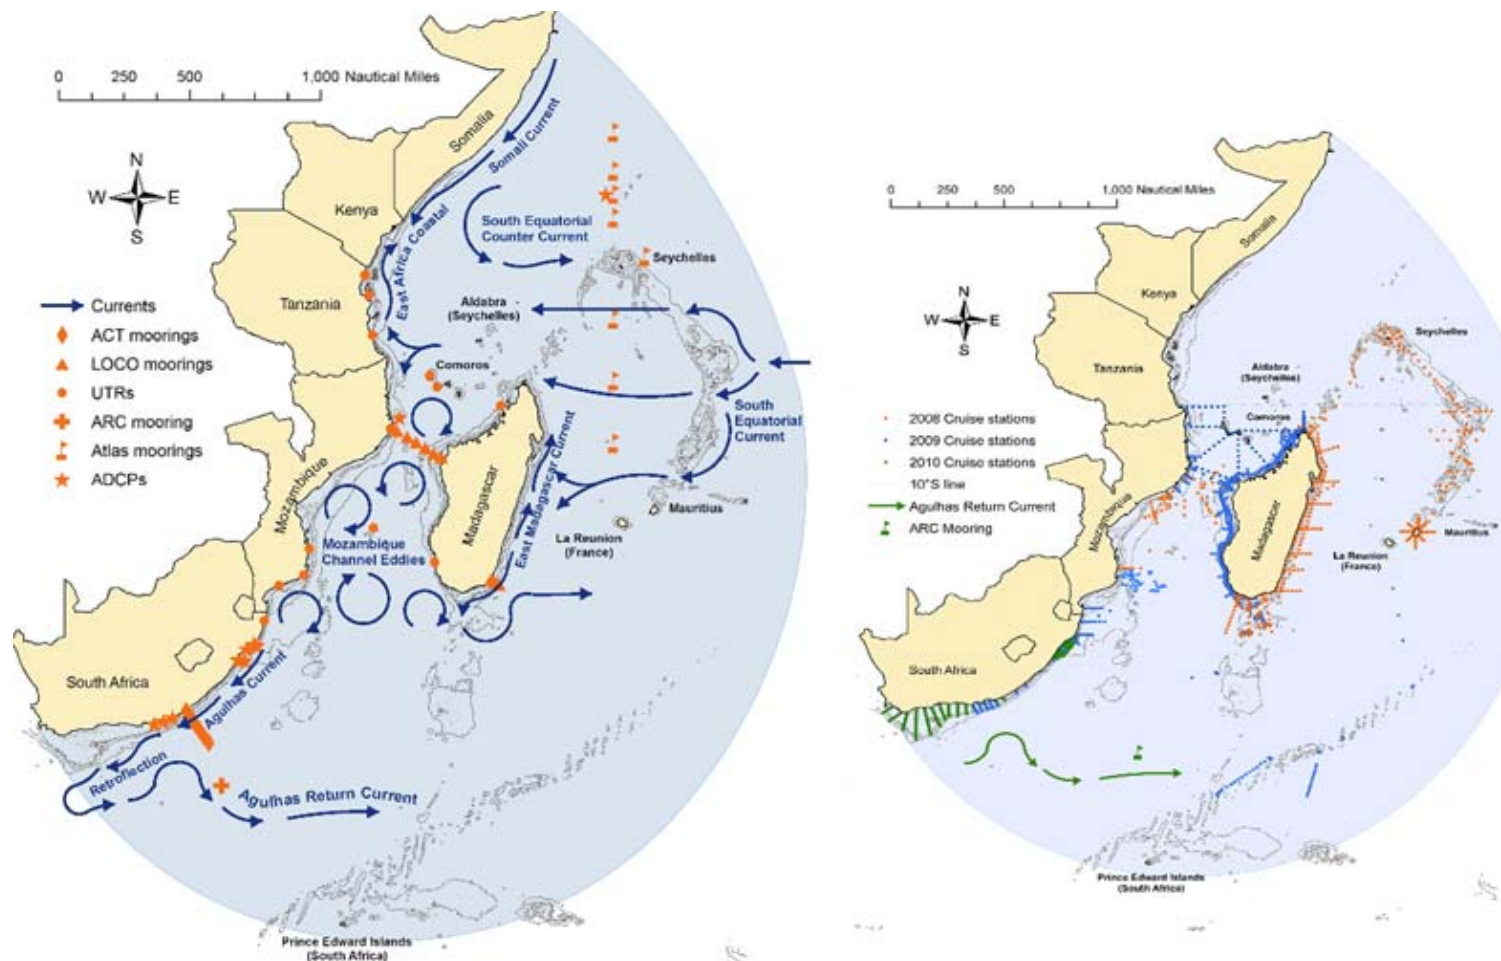 0 250 500 1,000 Nautical Miles
N
W E
S
Somalia
Somali Current
Kenya
East Africa Coastal
South Equatorial
Counter Current
Seychelles
Tanzania
Aldabra
(Seychelles)
Comoros
Currents
ACT moorings
LOCO moorings
UTRs
ARC mooring
Atlas moorings
ADCPs
South
Equatorial
Current
Mozambique
Madagascar
East Madagascar Current
Mauritius
La Reunion
(France)
Mozambique
Channel Eddies
South Africa
Agulhas Current
Retroflection
Agulhas Return Current
Prince Edward Islands
(South Africa)
0 250 500 1,000 Nautical Miles
N
W E
S
Somalia
Kenya
Seychelles
Tanzania
Aldabra
(Seychelles)
Comoros
2008 Cruise stations
2009 Cruise stations
2010 Cruise stations
10°S line
Agulhas Return Current
ARC Mooring
Mozambique
Madagascar
Mauritius
La Reunion
(France)
South Africa
Prince Edward Islands
(South Africa)